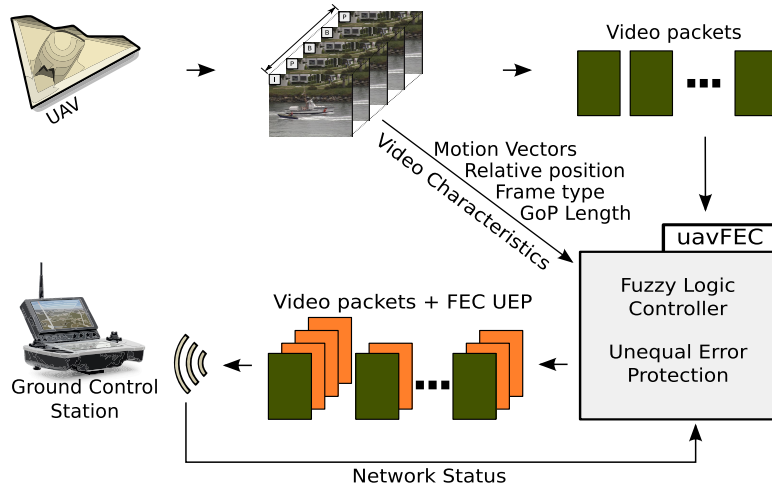 UAV
I
P
B
B
P
Video packets
Video Characteristics
Motion Vectors
Relative position
Frame type
GoP Length
uavFEC
Fuzzy Logic
Controller
Unequal Error
Protection
Video packets + FEC UEP
Ground Control
Station
Network Status